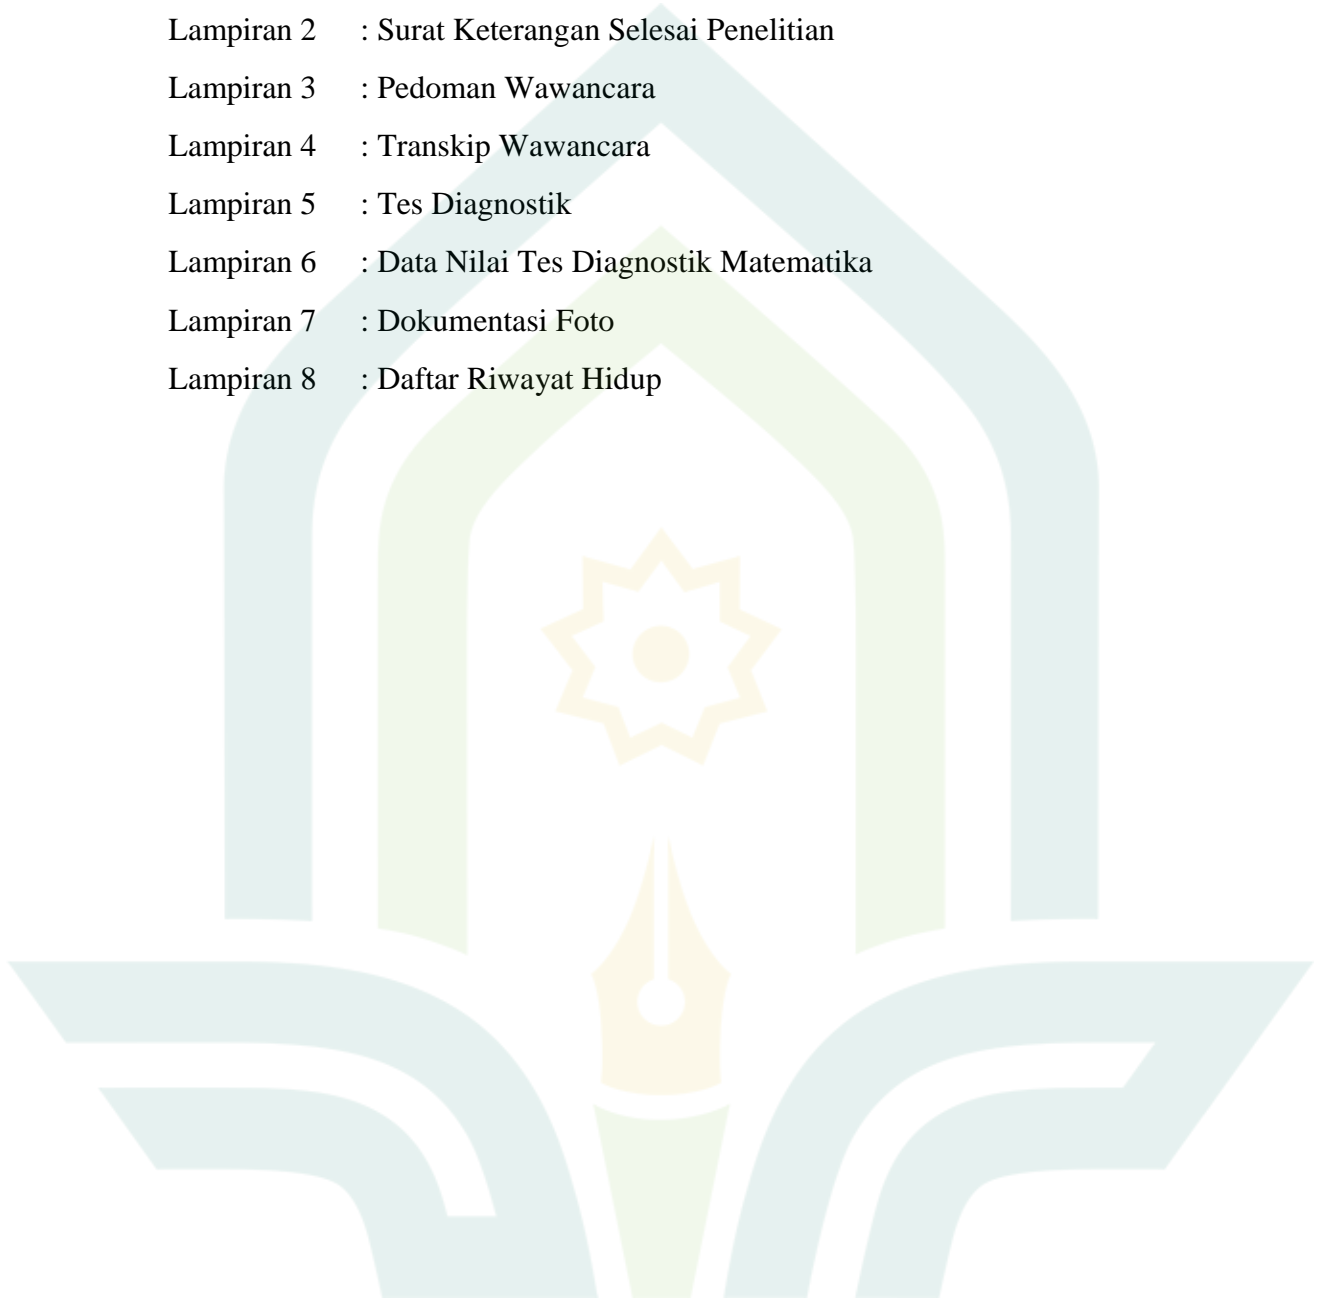 Lampiran 2 : Surat Keterangan Selesai Penelitian
Lampiran 3 : Pedoman Wawancara
Lampiran 4 : Transkip Wawancara
Lampiran 5 : Tes Diagnostik
Lampiran 6 : Data Nilai Tes Diagnostik Matematika
Lampiran 7 : Dokumentasi Foto
Lampiran 8 : Daftar Riwayat Hidup